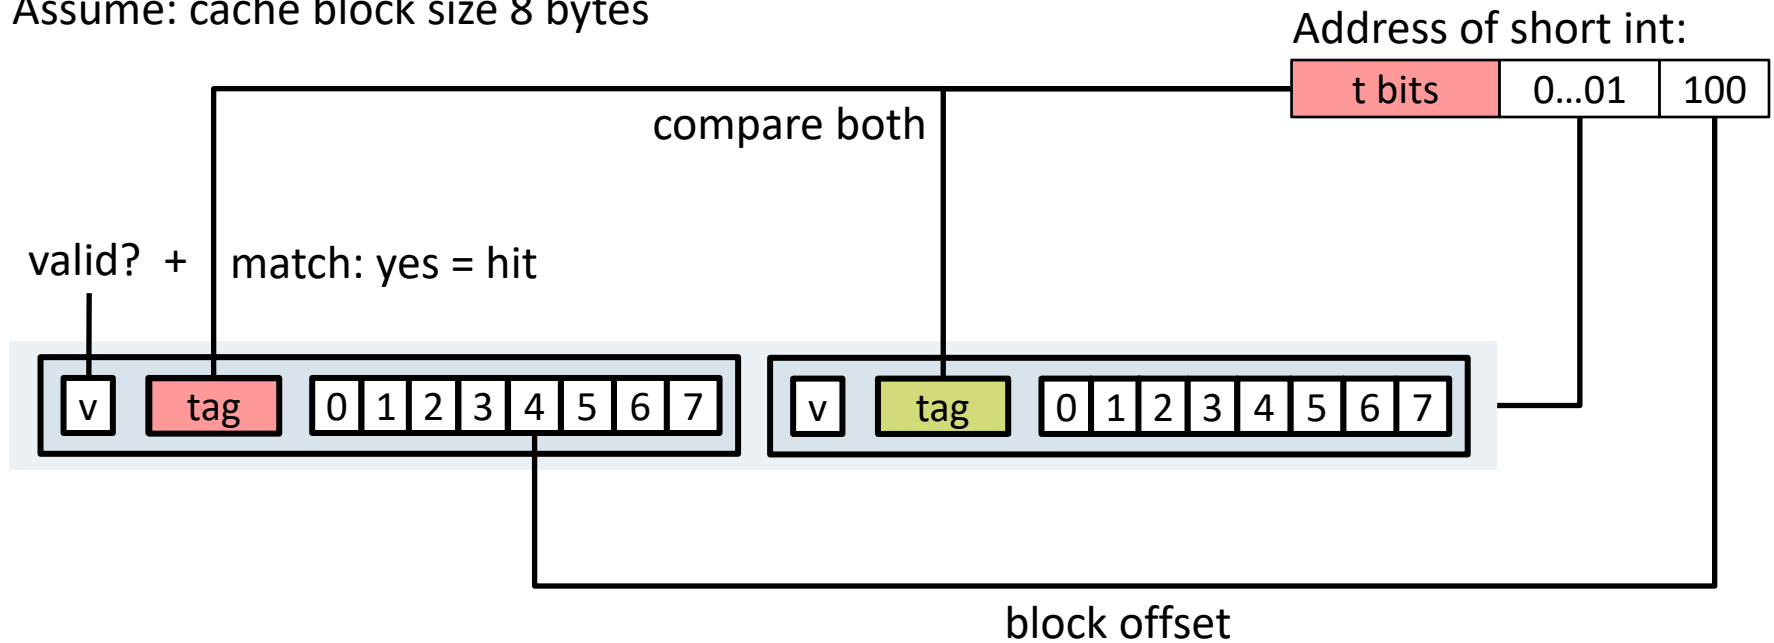 Assume: cache block size 8 bytes
Address of short int:
t bits 0...01 100
compare both
valid? + match: yes = hit
v tag 0 1 2 3 4 5 6 7 v tag 0 1 2 3 4 5 6 7
block offset